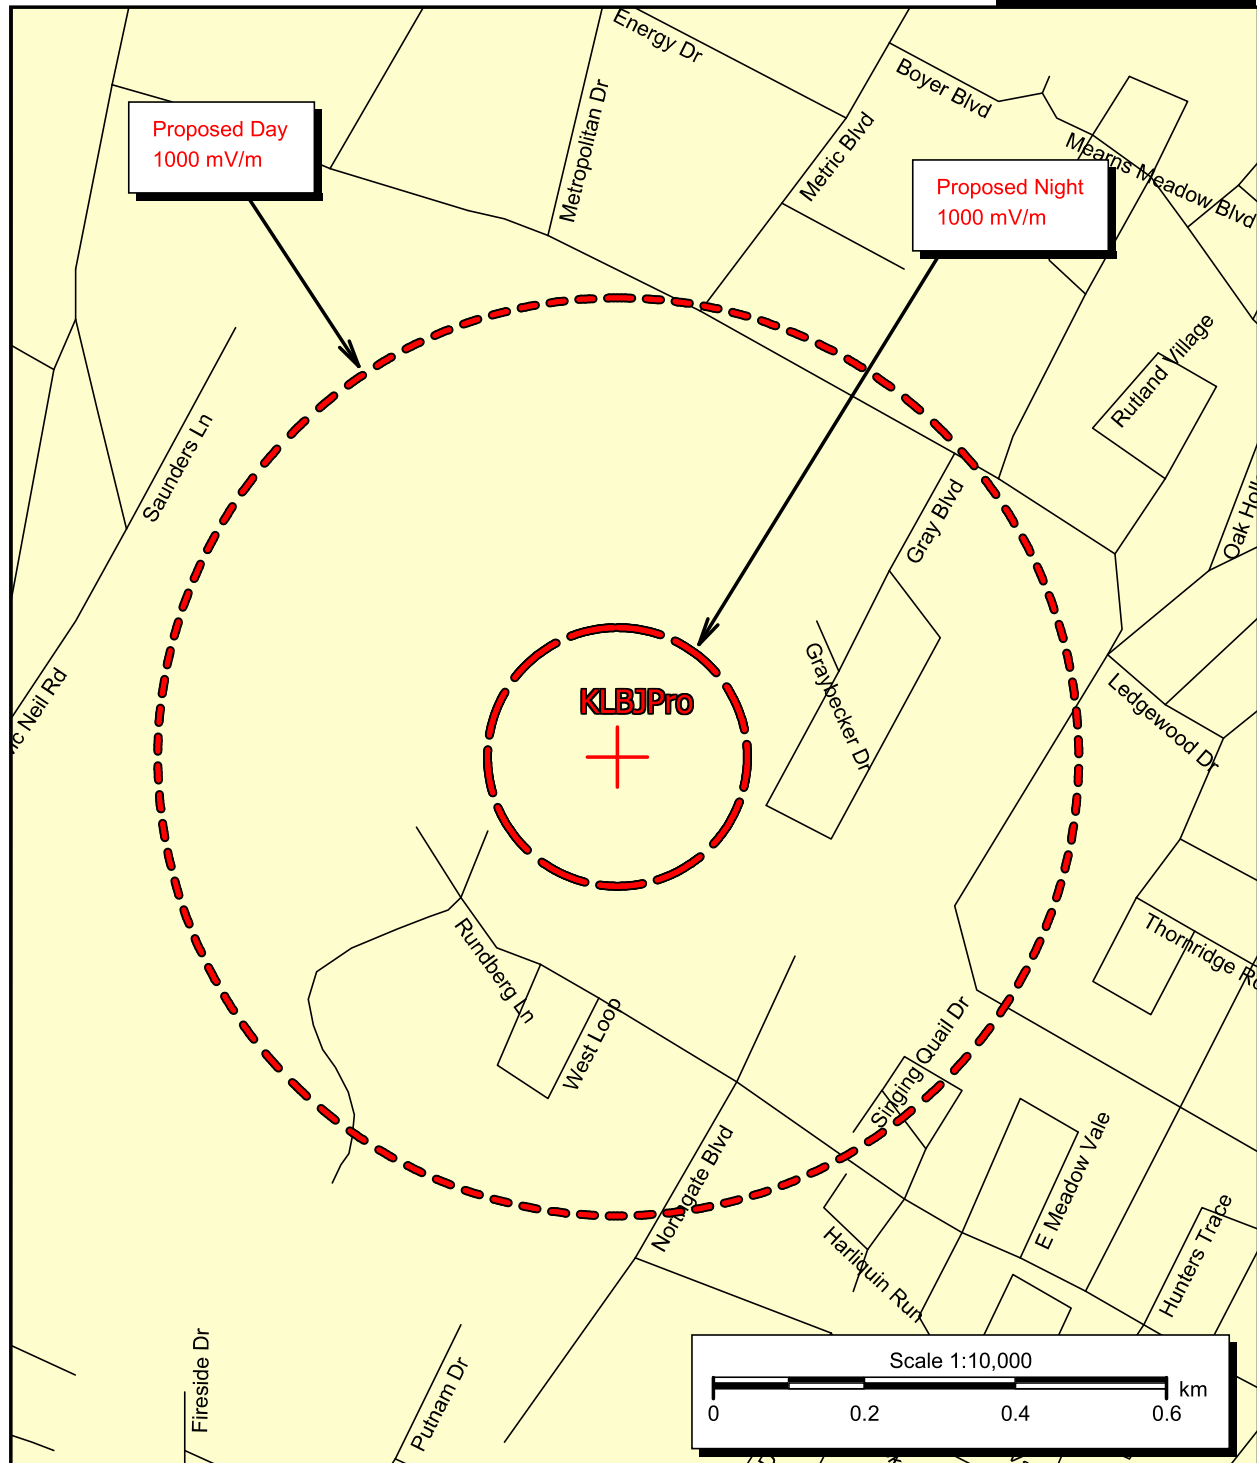 Energy Dr
Boyer Blvd
Metropolitan Dr
Metric Blvd
Mearns Meadow Blvd
Proposed Day
1000 mV/m
Proposed Night
1000 mV/m
Rutland Village
Saunders Ln
Gray Blvd
Oak
Neil Rd
Graybecker Dr
KLBJPro
Ledgewood Dr
Thornridge
Rundberg Ln
West Loop
Singing Quail Dr
Northgate Blvd
E Meadow Vale
Harliquin Run
Hunters Trace
Fireside Dr
Putnam Dr
Scale 1:10,000
km
0 0.2 0.4 0.6